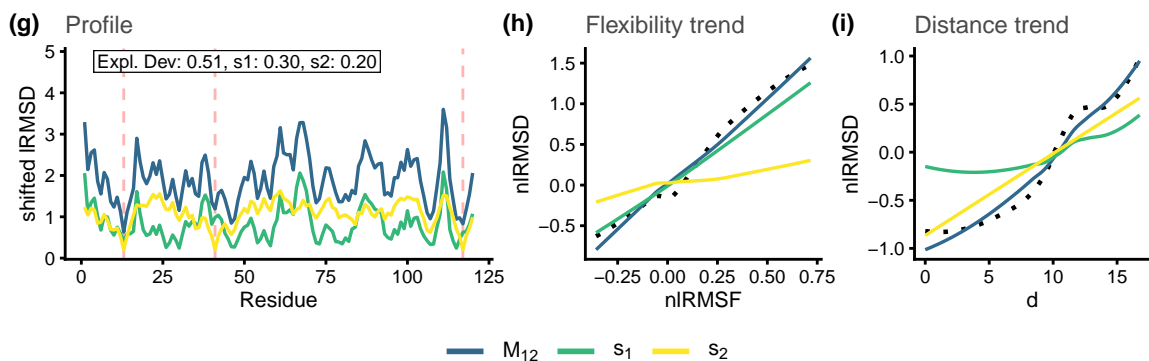 (g) Profile
Expl. Dev: 0.51, s1: 0.30, s2: 0.20
shifted lRMSD
5
4
3
2
1
0
0 25 50 75 100 125
Residue
(h) Flexibility trend
nlRMSD
1.5
1.0
0.5
0.0
−0.5
−0.25 0.00 0.25 0.50 0.75
nlRMSF
(i) Distance trend
nlRMSD
1.0
0.5
0.0
−0.5
−1.0
0 5 10 15
d
M12 s1 s2